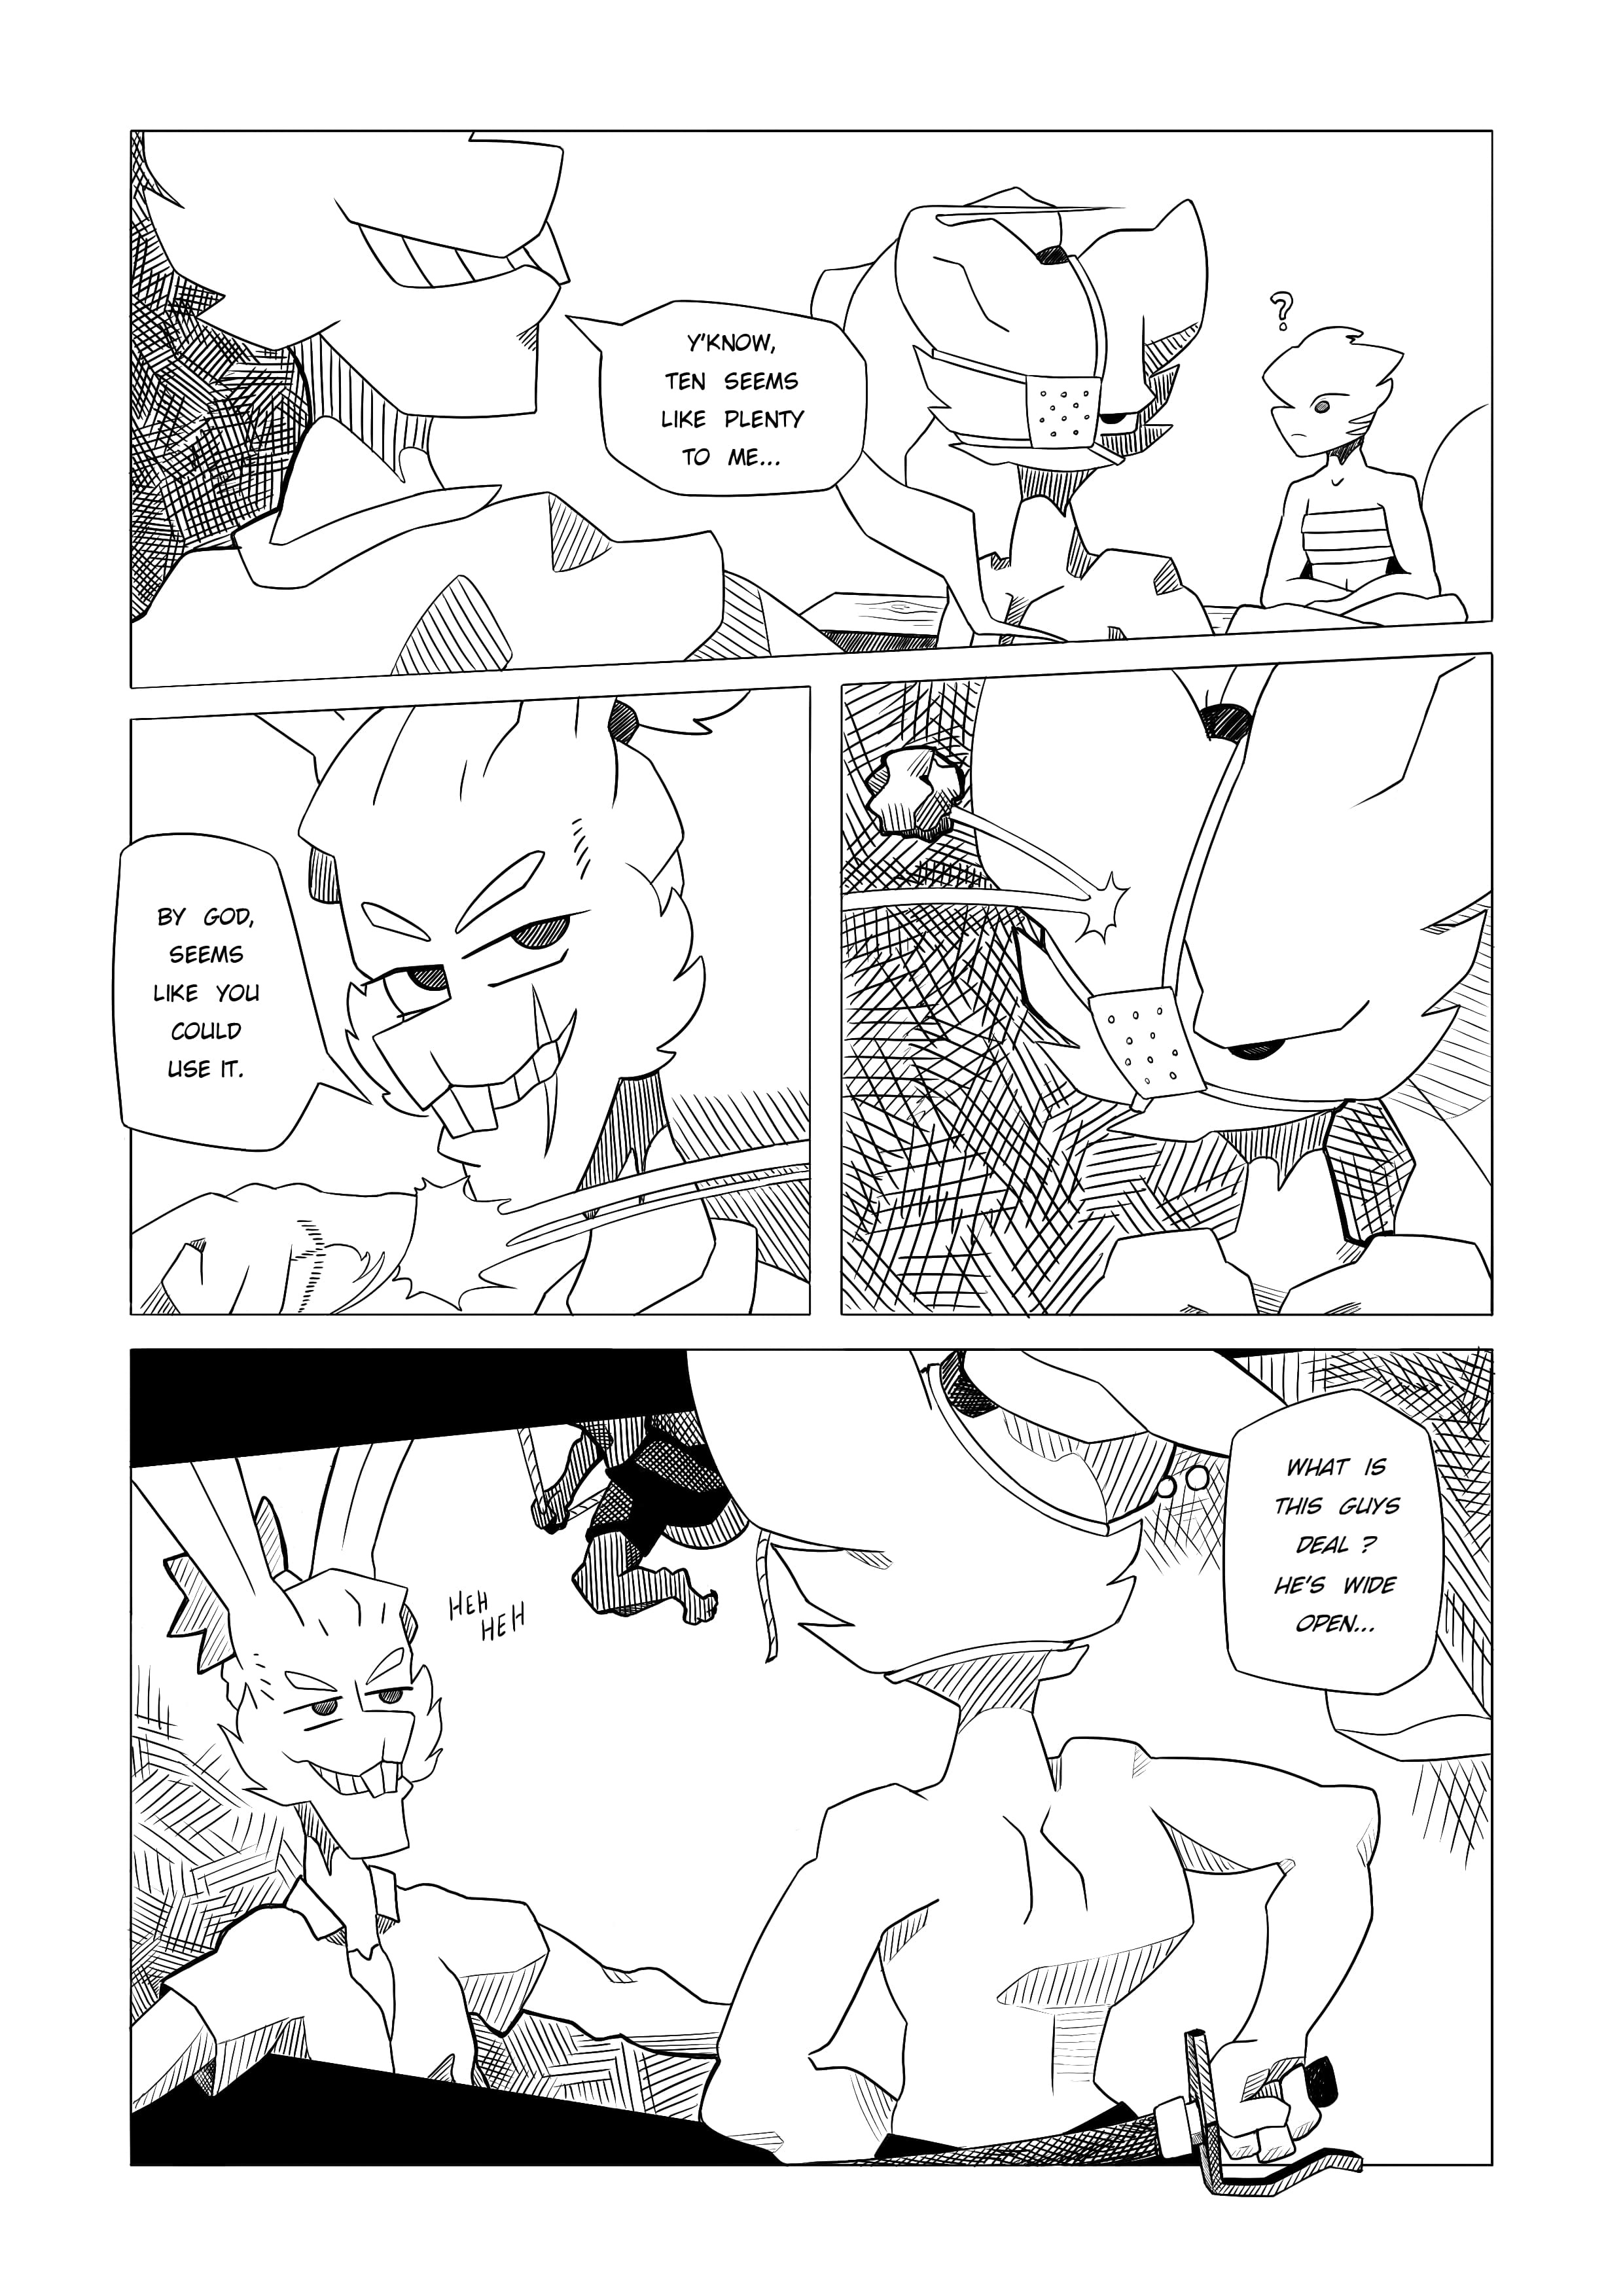 Y'KNOW,
TEN SEEMS
LIKE PLENTY
TO ME...
?
BY GOD,
SEEMS
LIKE YOU
COULD
USE IT.
WHAT IS
THIS GUYS
DEAL?
HE'S WIDE
OPEN...
HEH
HEH